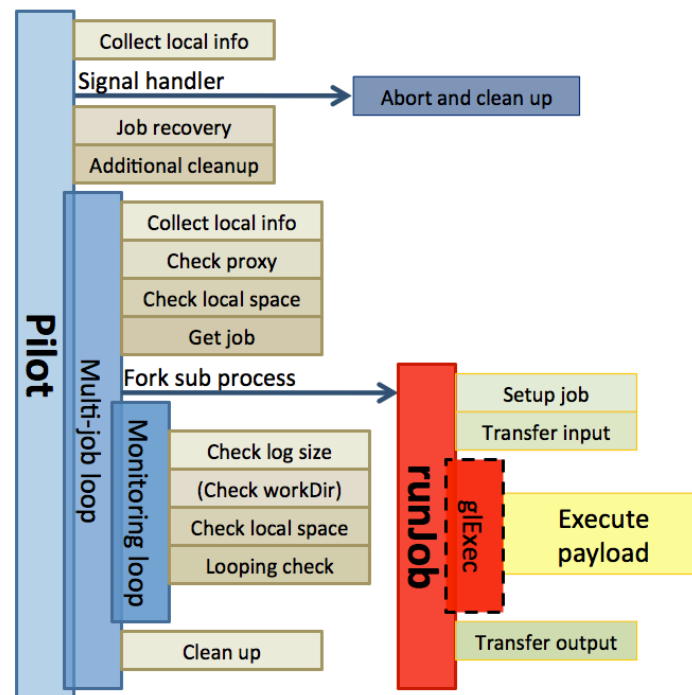 Collect local info
Signal handler
Abort and clean up
Job recovery
Additional cleanup
Pilot
Multi-job loop
Collect local info
Check proxy
Check local space
Get job
Fork sub process
Monitoring loop
Check log size
(Check workDir)
Check local space
Looping check
Clean up
runJob
Setup job
Transfer input
glExec
Execute
payload
Transfer output